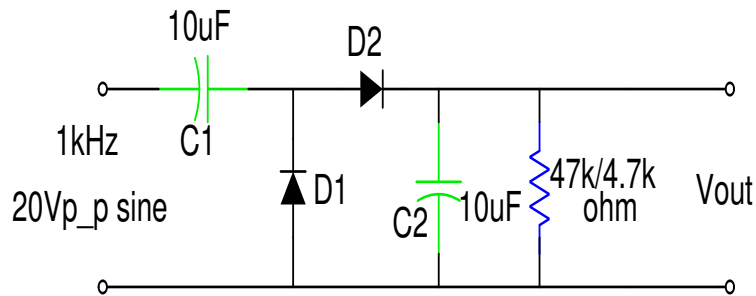 10uF
D2
1kHz
C1
20Vp_p sine
D1
C2
10uF
47k/4.7k
ohm
Vout